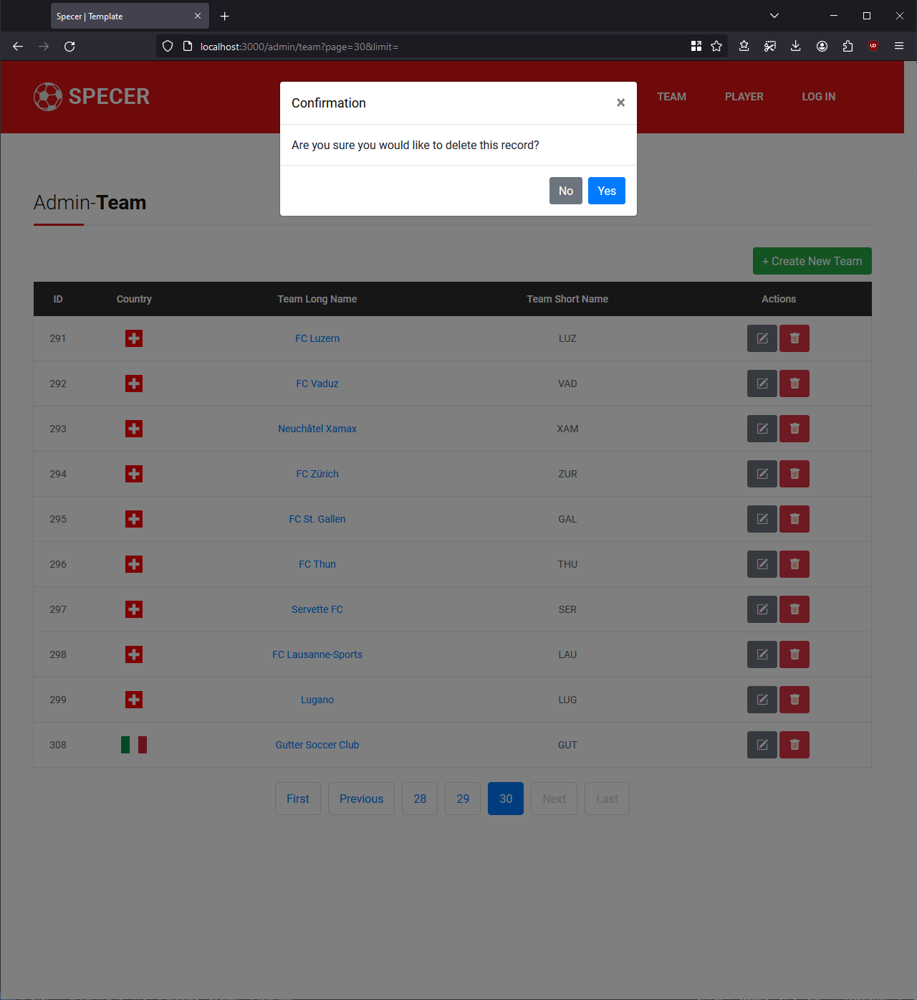 Specer | Template
localhost:3000/admin/team?page=30&limit=
SPECER
TEAM PLAYER LOG IN
Confirmation ×
Are you sure you would like to delete this record?
No Yes
Admin-Team
+ Create New Team
ID Country Team Long Name Team Short Name Actions
291 FC Luzern LUZ
292 FC Vaduz VAD
293 Neuchâtel Xamax XAM
294 FC Zürich ZUR
295 FC St. Gallen GAL
296 FC Thun THU
297 Servette FC SER
298 FC Lausanne-Sports LAU
299 Lugano LUG
308 Gutter Soccer Club GUT
First Previous 28 29 30 Next Last